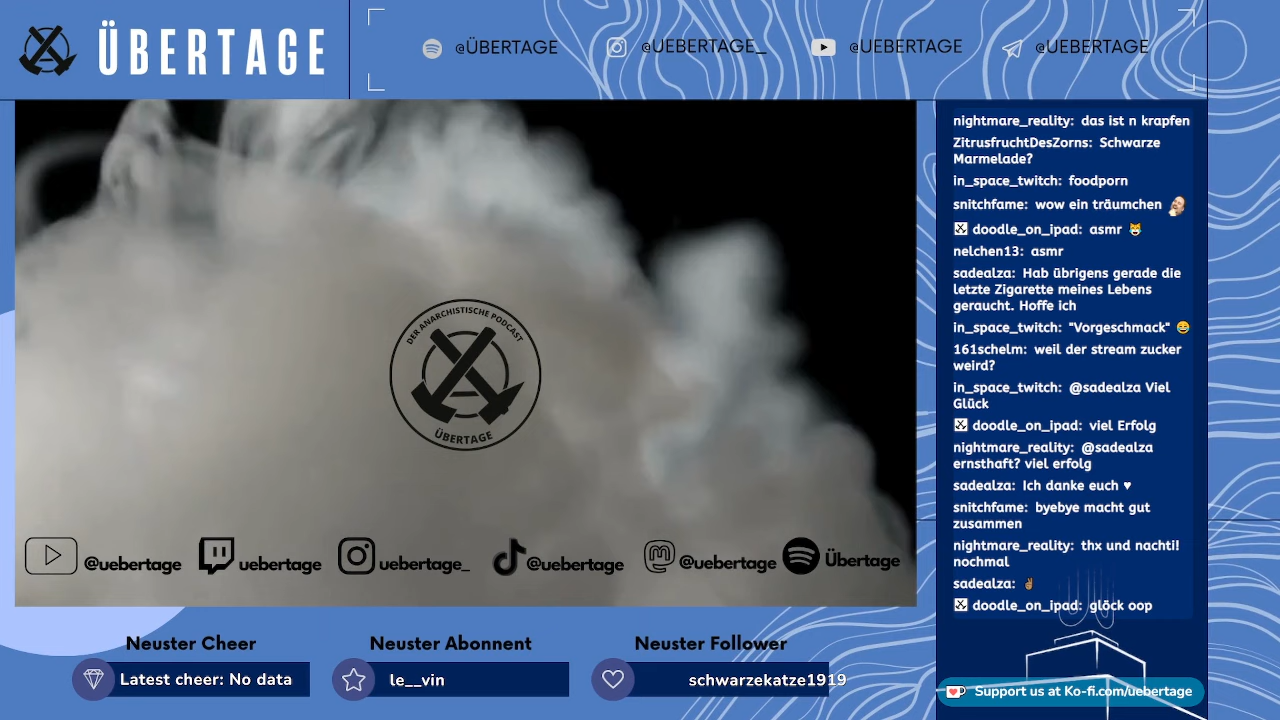 ÜBERTAGE
@ÜBERTAGE
@UEBERTAGE_
@UEBERTAGE
@UEBERTAGE
nightmare_reality: das ist n krapfen
ZitrusfruchtDesZorns: Schwarze
Marmelade?
in_space_twitch: foodporn
snitchfame: wow ein träumchen
doodle_on_ipad: asmr 😹
nelchen13: asmr
sadealza: Hab übrigens gerade die
letzte Zigarette meines Lebens
geraucht. Hoffe ich
in_space_twitch: "Vorgeschmack" 😂
161schelm: weil der stream zucker
weird?
in_space_twitch: @sadealza Viel
Glück
doodle_on_ipad: viel Erfolg
nightmare_reality: @sadealza
ernsthaft? viel erfolg
sadealza: Ich danke euch ♥
snitchfame: byebye macht gut
zusammen
nightmare_reality: thx und nachti!
nochmal
sadealza: ✌🏾
doodle_on_ipad: glöck oop
DER ANARCHISTISCHE PODCAST
ÜBERTAGE
@uebertage
uebertage
uebertage_
@uebertage
@uebertage
Übertage
Neuster Cheer
Latest cheer: No data
Neuster Abonnent
le__vin
Neuster Follower
schwarzekatze1919
Support us at Ko-fi.com/uebertage